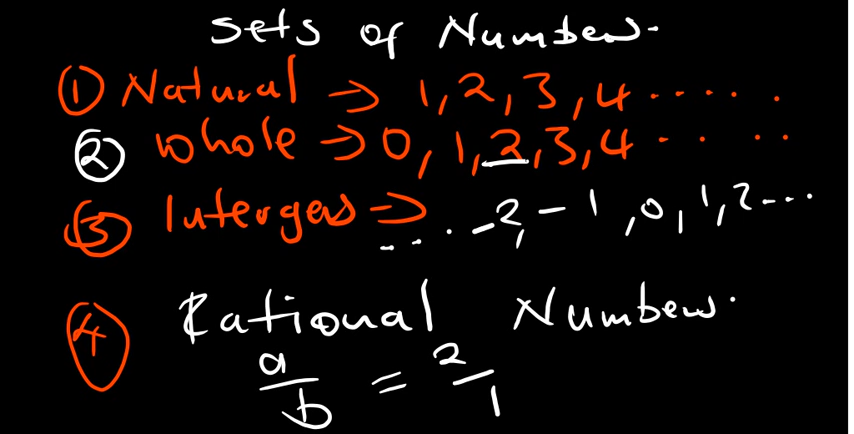 Sets of Numbers.
① Natural → 1, 2, 3, 4 . . . . . .
② Whole → 0, 1, 2, 3, 4 . . . .
③ Intergers → . . . . -2, -1, 0, 1, 2 - - -
④ Rational Numbers.
a/b = 2/1